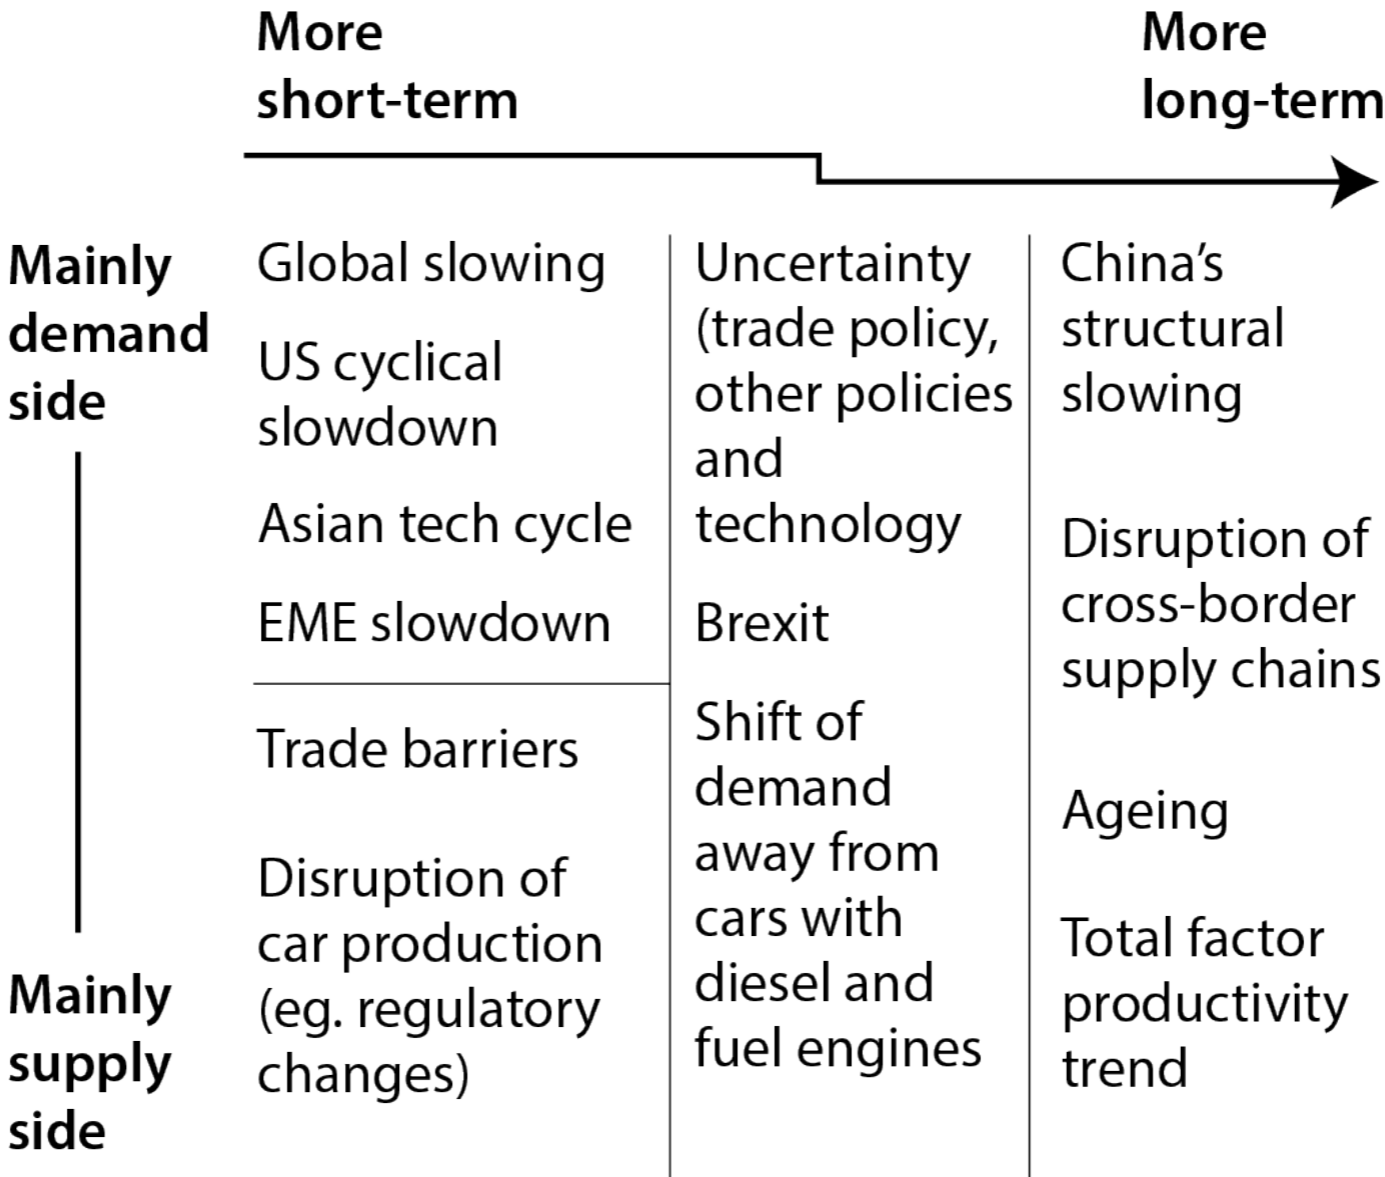 More
short-term
More
long-term
Mainly
demand
side
Mainly
supply
side
Global slowing
US cyclical
slowdown
Asian tech cycle
EME slowdown
Trade barriers
Disruption of
car production
(eg. regulatory
changes)
Uncertainty
(trade policy,
other policies
and
technology
Brexit
Shift of
demand
away from
cars with
diesel and
fuel engines
China’s
structural
slowing
Disruption of
cross-border
supply chains
Ageing
Total factor
productivity
trend